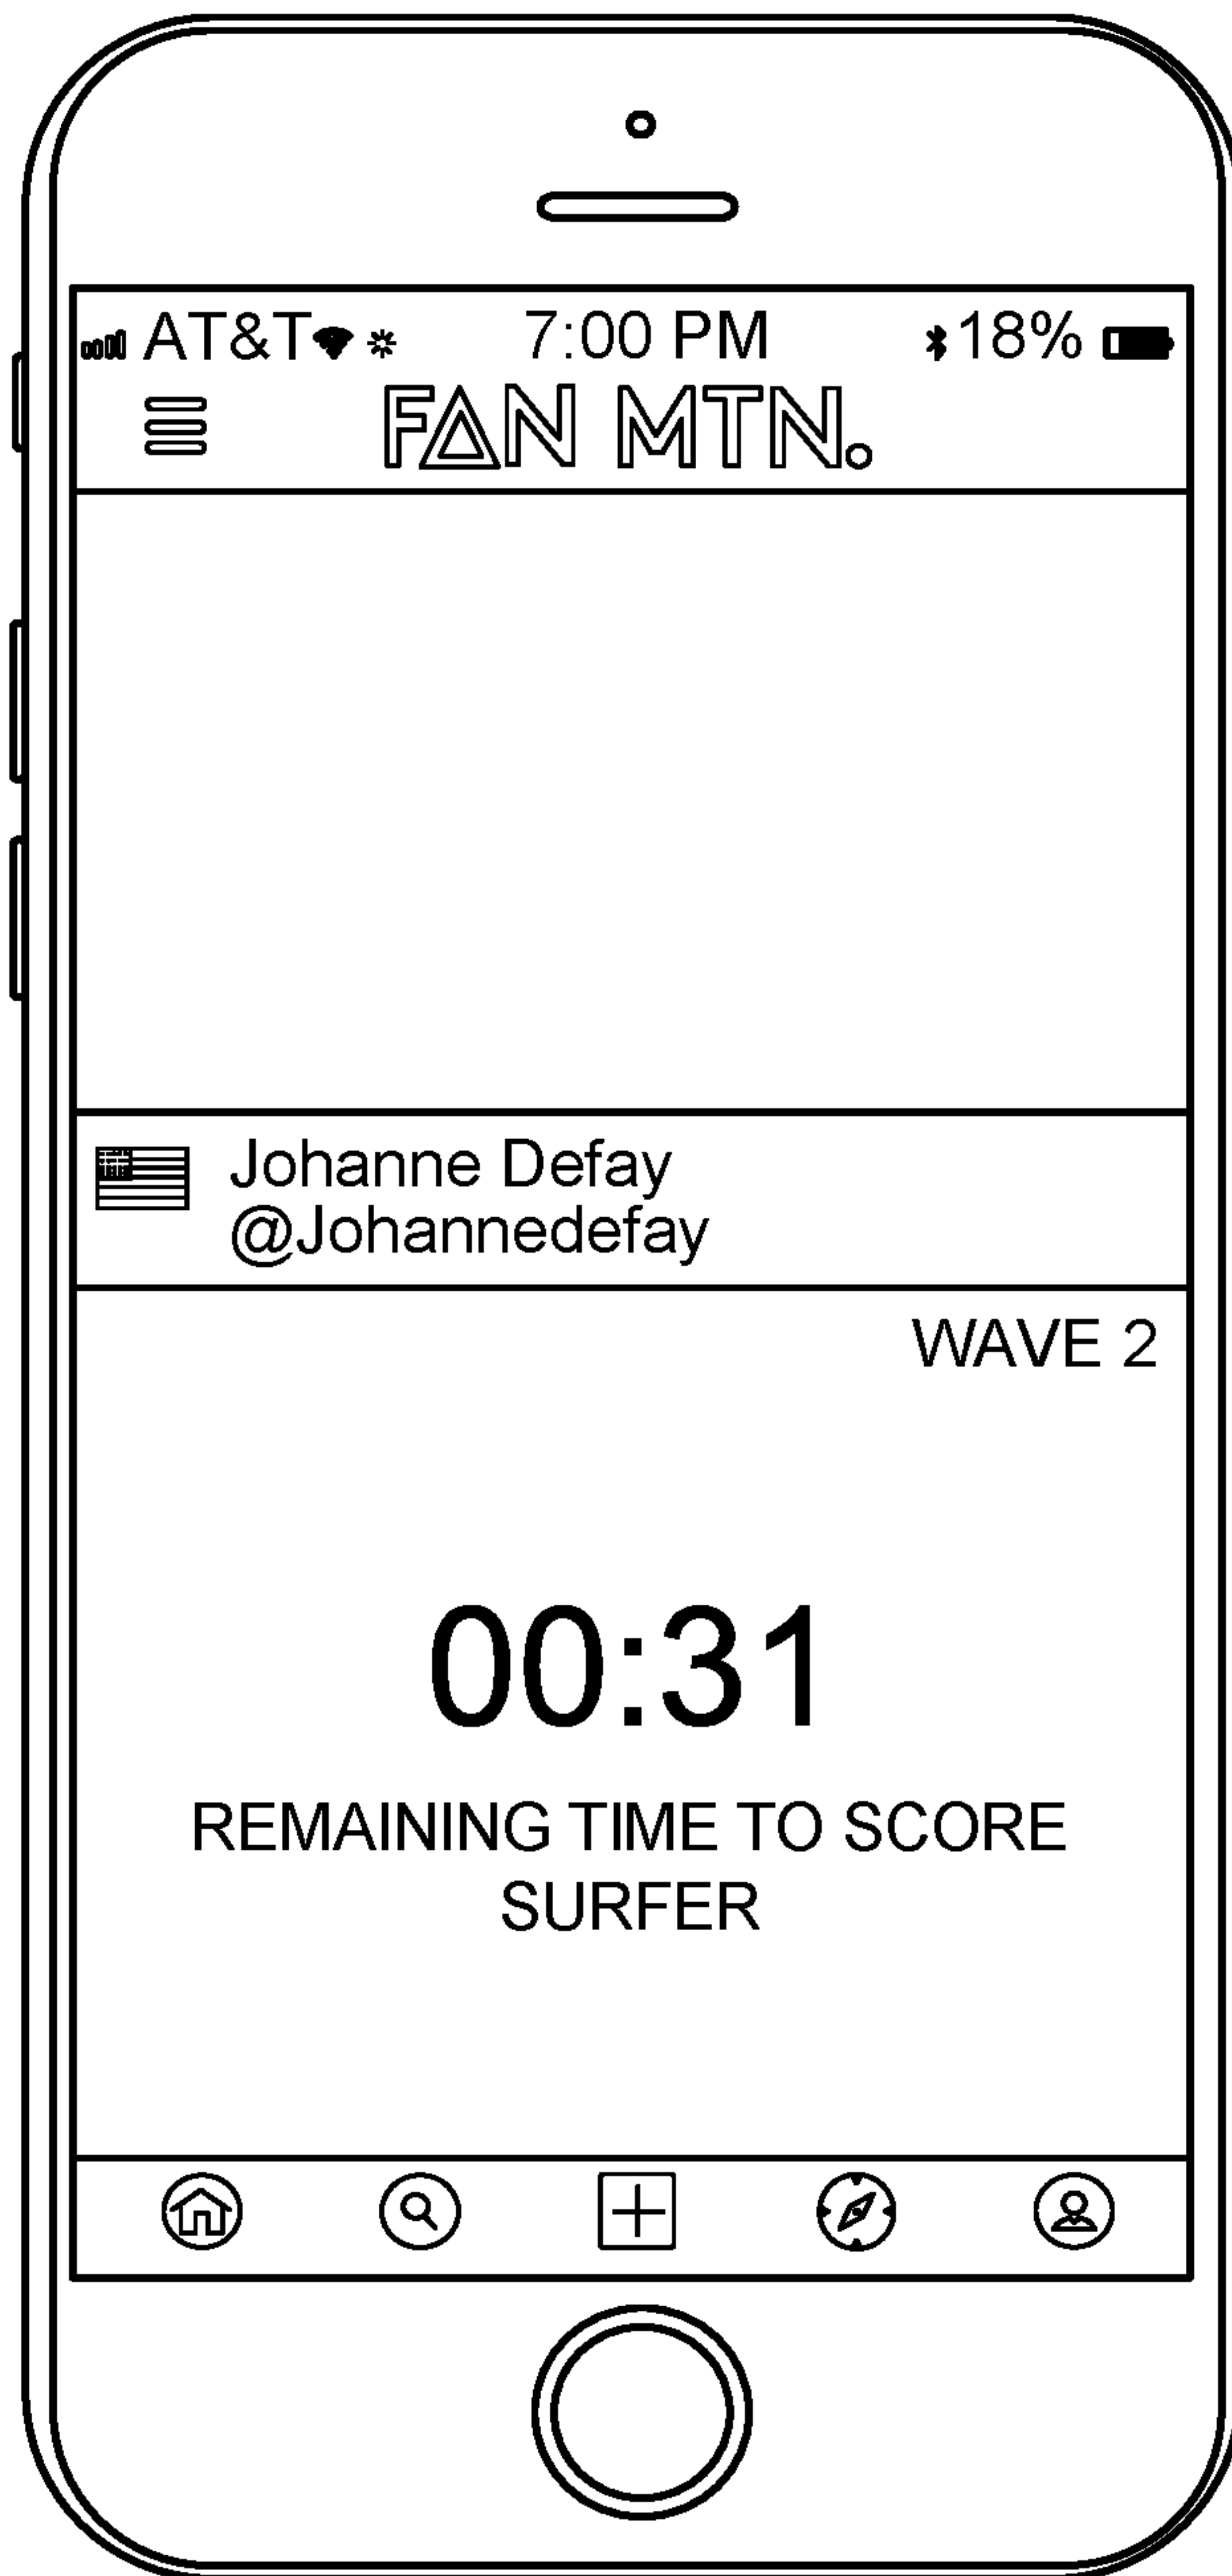 AT&T 7:00 PM 18%
FAN MTN.
Johanne Defay
@Johannedefay
WAVE 2
00:31
REMAINING TIME TO SCORE
SURFER